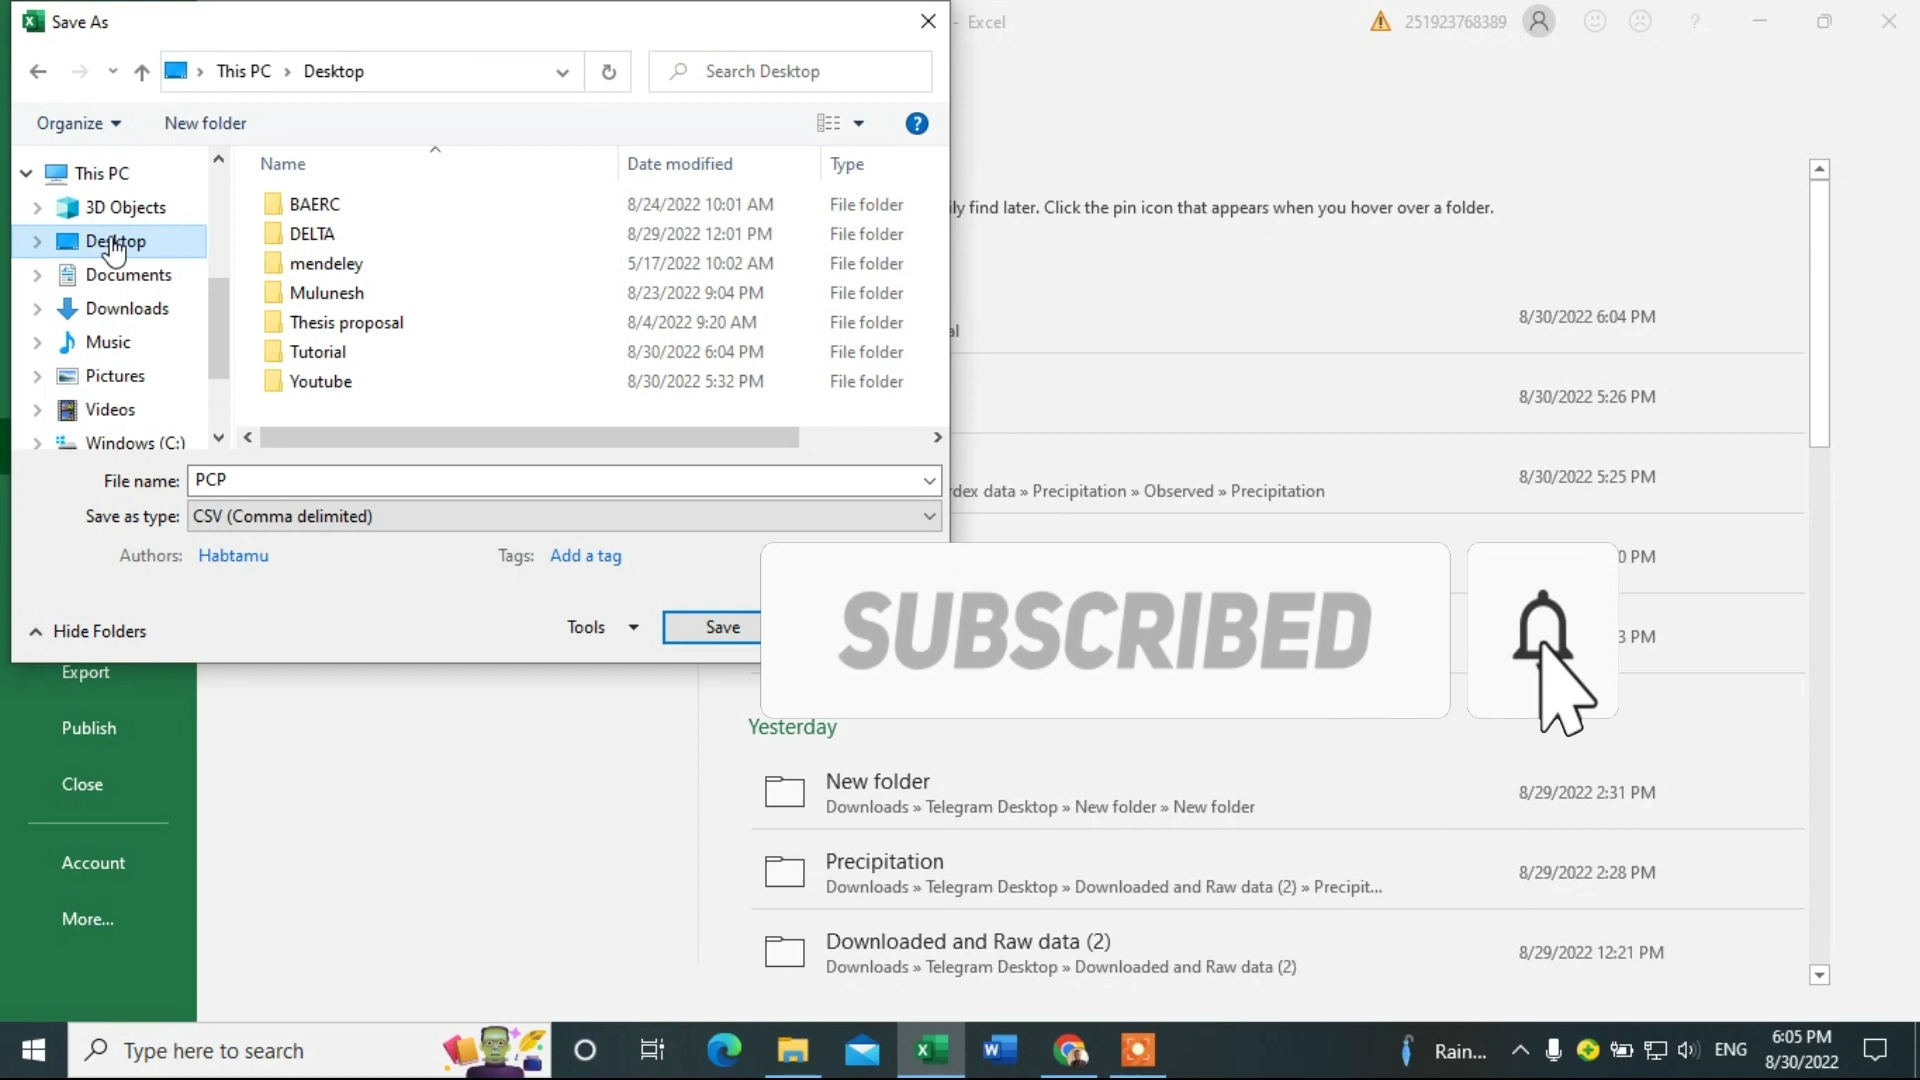 Save As
- Excel
251923768389
This PC
Desktop
Search Desktop
Organize
New folder
Name
Date modified
Type
This PC
3D Objects
Desktop
Documents
Downloads
Music
Pictures
Videos
Windows (C:)
BAERC 8/24/2022 10:01 AM File folder
DELTA 8/29/2022 12:01 PM File folder
mendeley 5/17/2022 10:02 AM File folder
Mulunesh 8/23/2022 9:04 PM File folder
Thesis proposal 8/4/2022 9:20 AM File folder
Tutorial 8/30/2022 6:04 PM File folder
Youtube 8/30/2022 5:32 PM File folder
File name: PCP
Save as type: CSV (Comma delimited)
Authors: Habtamu
Tags: Add a tag
Hide Folders
Tools
Save
find later. Click the pin icon that appears when you hover over a folder.
8/30/2022 6:04 PM
8/30/2022 5:26 PM
8/30/2022 5:25 PM
data » Precipitation » Observed » Precipitation
0 PM
3 PM
SUBSCRIBED
Export
Publish
Close
Account
More...
Yesterday
New folder
Downloads » Telegram Desktop » New folder » New folder
8/29/2022 2:31 PM
Precipitation
Downloads » Telegram Desktop » Downloaded and Raw data (2) » Precipit...
8/29/2022 2:28 PM
Downloaded and Raw data (2)
Downloads » Telegram Desktop » Downloaded and Raw data (2)
8/29/2022 12:21 PM
Type here to search
Rain...
ENG
6:05 PM
8/30/2022